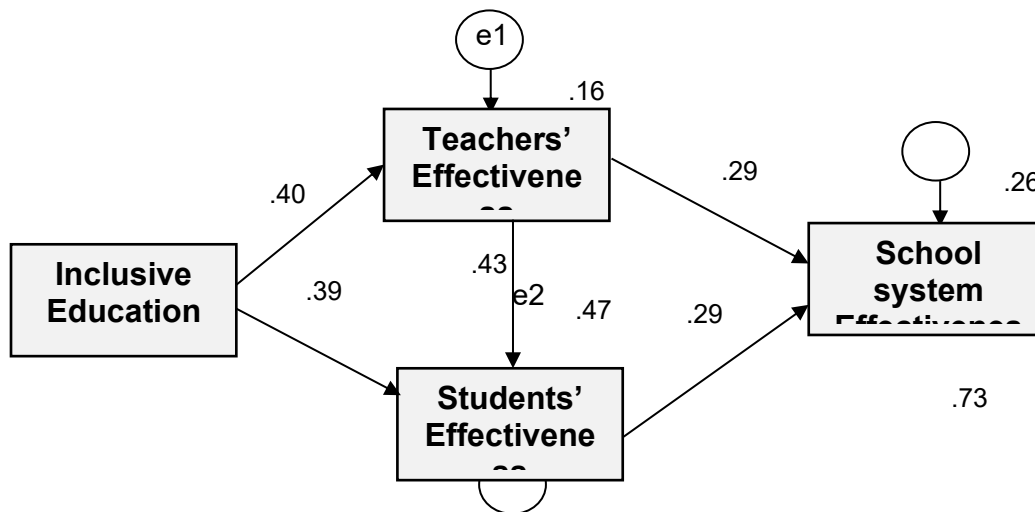 e1
.16
Teachers’
Effectivene
.29
.40
.26
Inclusive
Education
.39
.43
e2
.47
.29
School
system
.73
Students’
Effectivene